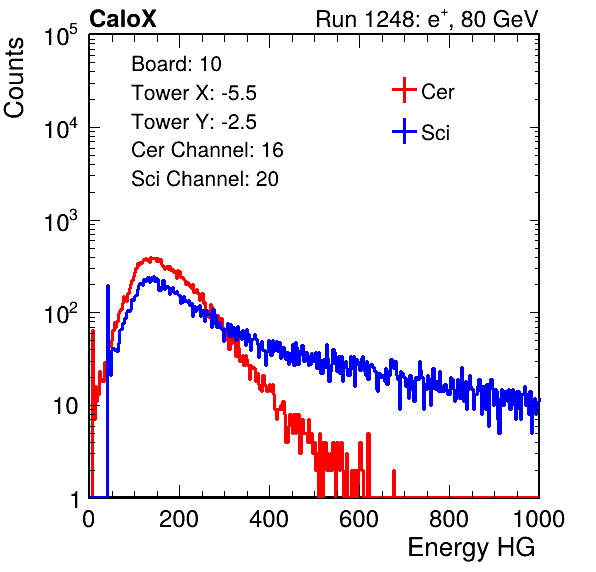 CaloX Run 1248: e⁺, 80 GeV
Counts
Board: 10
Tower X: -5.5
Tower Y: -2.5
Cer Channel: 16
Sci Channel: 20
Cer
Sci
10⁵
10⁴
10³
10²
10
1
0 200 400 600 800 1000
Energy HG